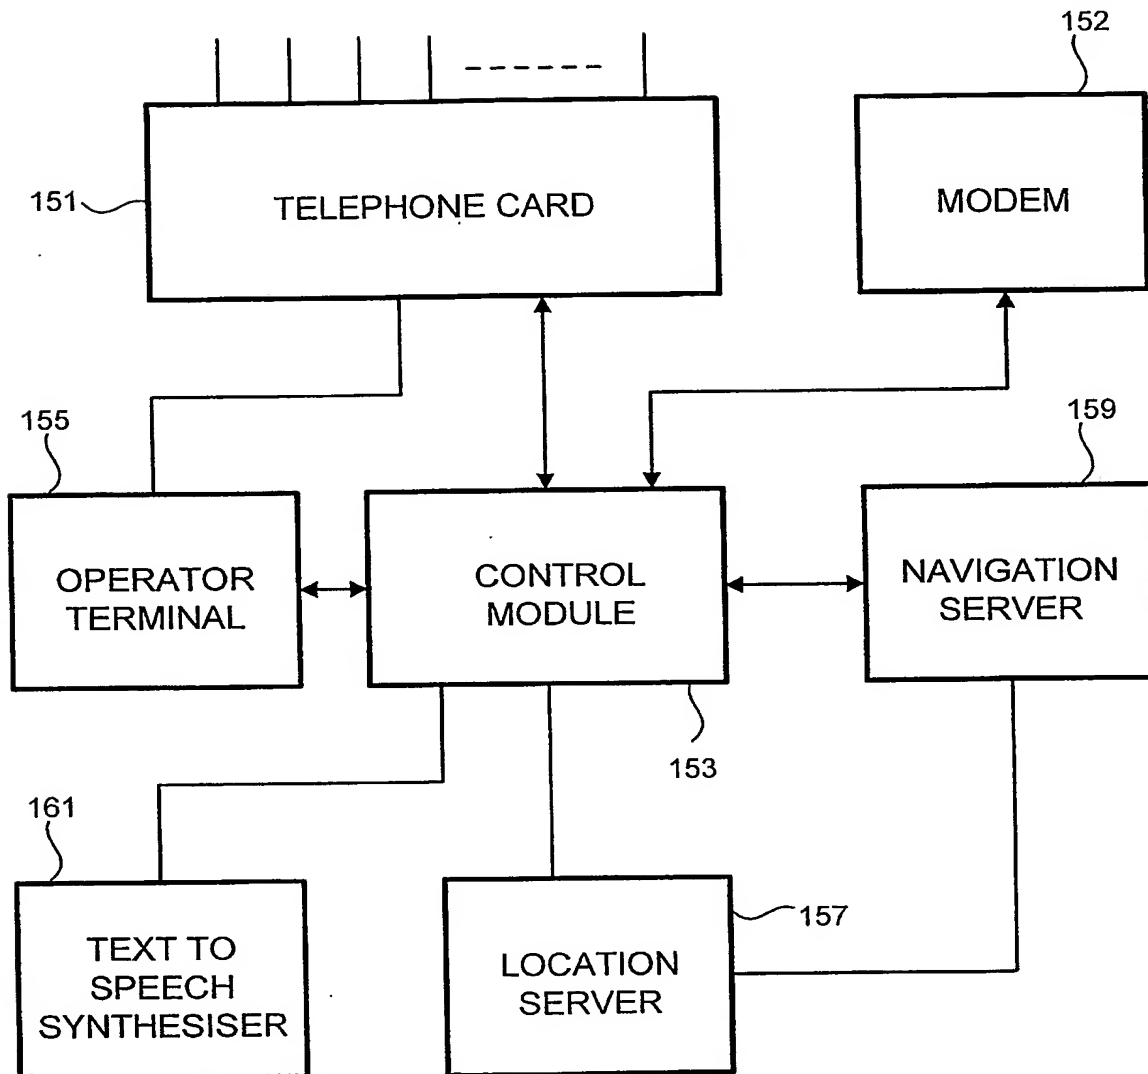 152
151
TELEPHONE CARD
MODEM
155
159
OPERATOR
TERMINAL
CONTROL
MODULE
NAVIGATION
SERVER
153
161
157
TEXT TO
SPEECH
SYNTHESISER
LOCATION
SERVER